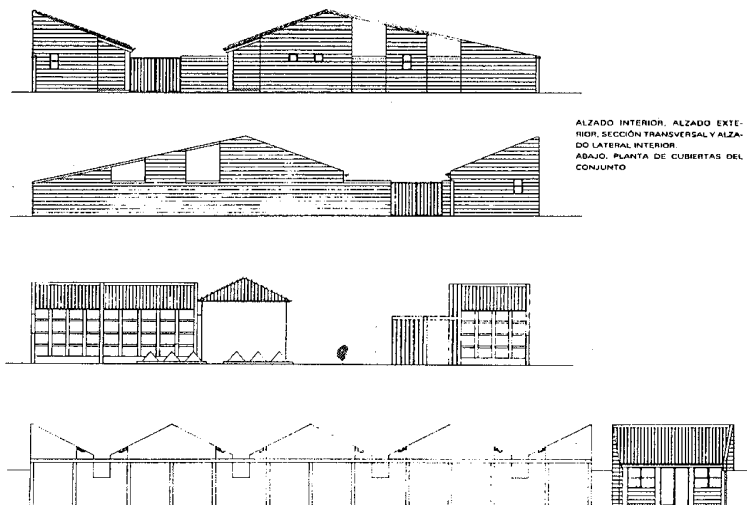 ALZADO INTERIOR, ALZADO EXTE-
RIOR, SECCIÓN TRANSVERSAL Y ALZA-
DO LATERAL INTERIOR.
ABAJO, PLANTA DE CUBIERTAS DEL
CONJUNTO